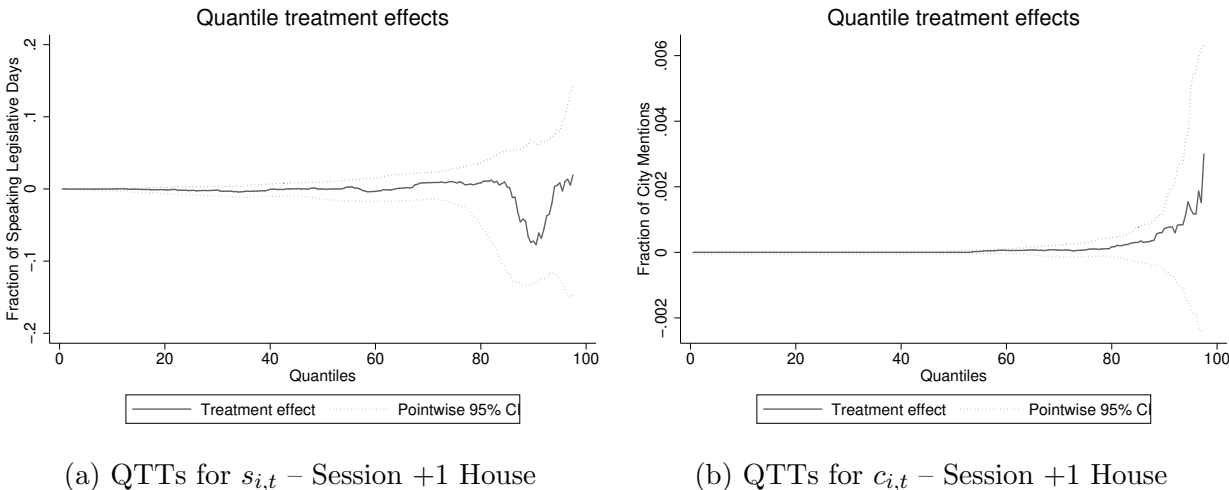 Quantile treatment effects
Fraction of Speaking Legislative Days
.2
.1
0
-.1
-.2
0 20 40 60 80 100
Quantiles
Treatment effect Pointwise 95% CI
(a) QTTs for s_{i,t} – Session +1 House
Quantile treatment effects
Fraction of City Mentions
.006
.004
.002
0
-.002
0 20 40 60 80 100
Quantiles
Treatment effect Pointwise 95% CI
(b) QTTs for c_{i,t} – Session +1 House